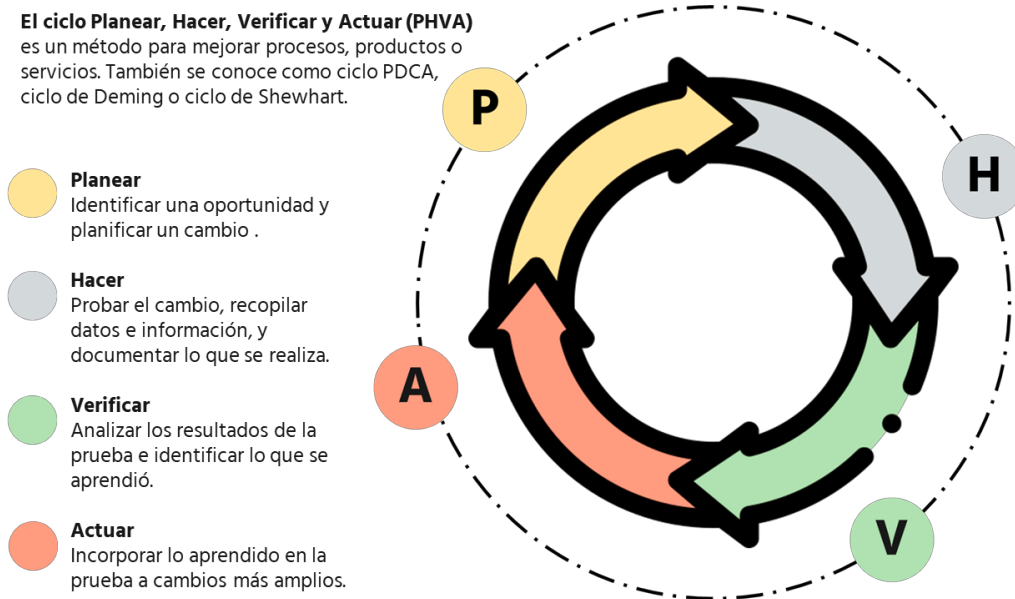 El ciclo Planear, Hacer, Verificar y Actuar (PHVA)
es un método para mejorar procesos, productos o
servicios. También se conoce como ciclo PDCA,
ciclo de Deming o ciclo de Shewhart.
Planear
Identificar una oportunidad y
planificar un cambio .
Hacer
Probar el cambio, recopilar
datos e información, y
documentar lo que se realiza.
Verificar
Analizar los resultados de la
prueba e identificar lo que se
aprendió.
Actuar
Incorporar lo aprendido en la
prueba a cambios más amplios.
P
H
V
A